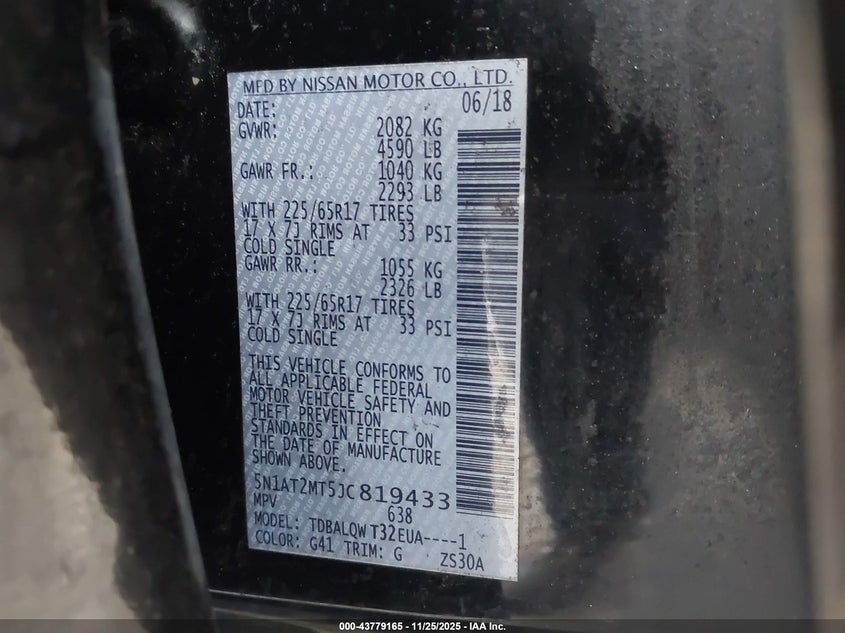 MFD BY NISSAN MOTOR CO., LTD.
DATE: 06/18
GVWR: 2082 KG
4590 LB
GAWR FR.: 1040 KG
2293 LB
WITH 225/65R17 TIRES
17 X 7J RIMS AT 33 PSI
COLD SINGLE
GAWR RR.: 1055 KG
2326 LB
WITH 225/65R17 TIRES
17 X 7J RIMS AT 33 PSI
COLD SINGLE
THIS VEHICLE CONFORMS TO
ALL APPLICABLE FEDERAL
MOTOR VEHICLE SAFETY AND
THEFT PREVENTION
STANDARDS IN EFFECT ON
THE DATE OF MANUFACTURE
SHOWN ABOVE.
5N1AT2MT5JC819433
MPV 638
MODEL: TDBALQW T32EUA----1
COLOR: G41 TRIM: G ZS30A
000-43779165 - 11/25/2025 - IAA Inc.